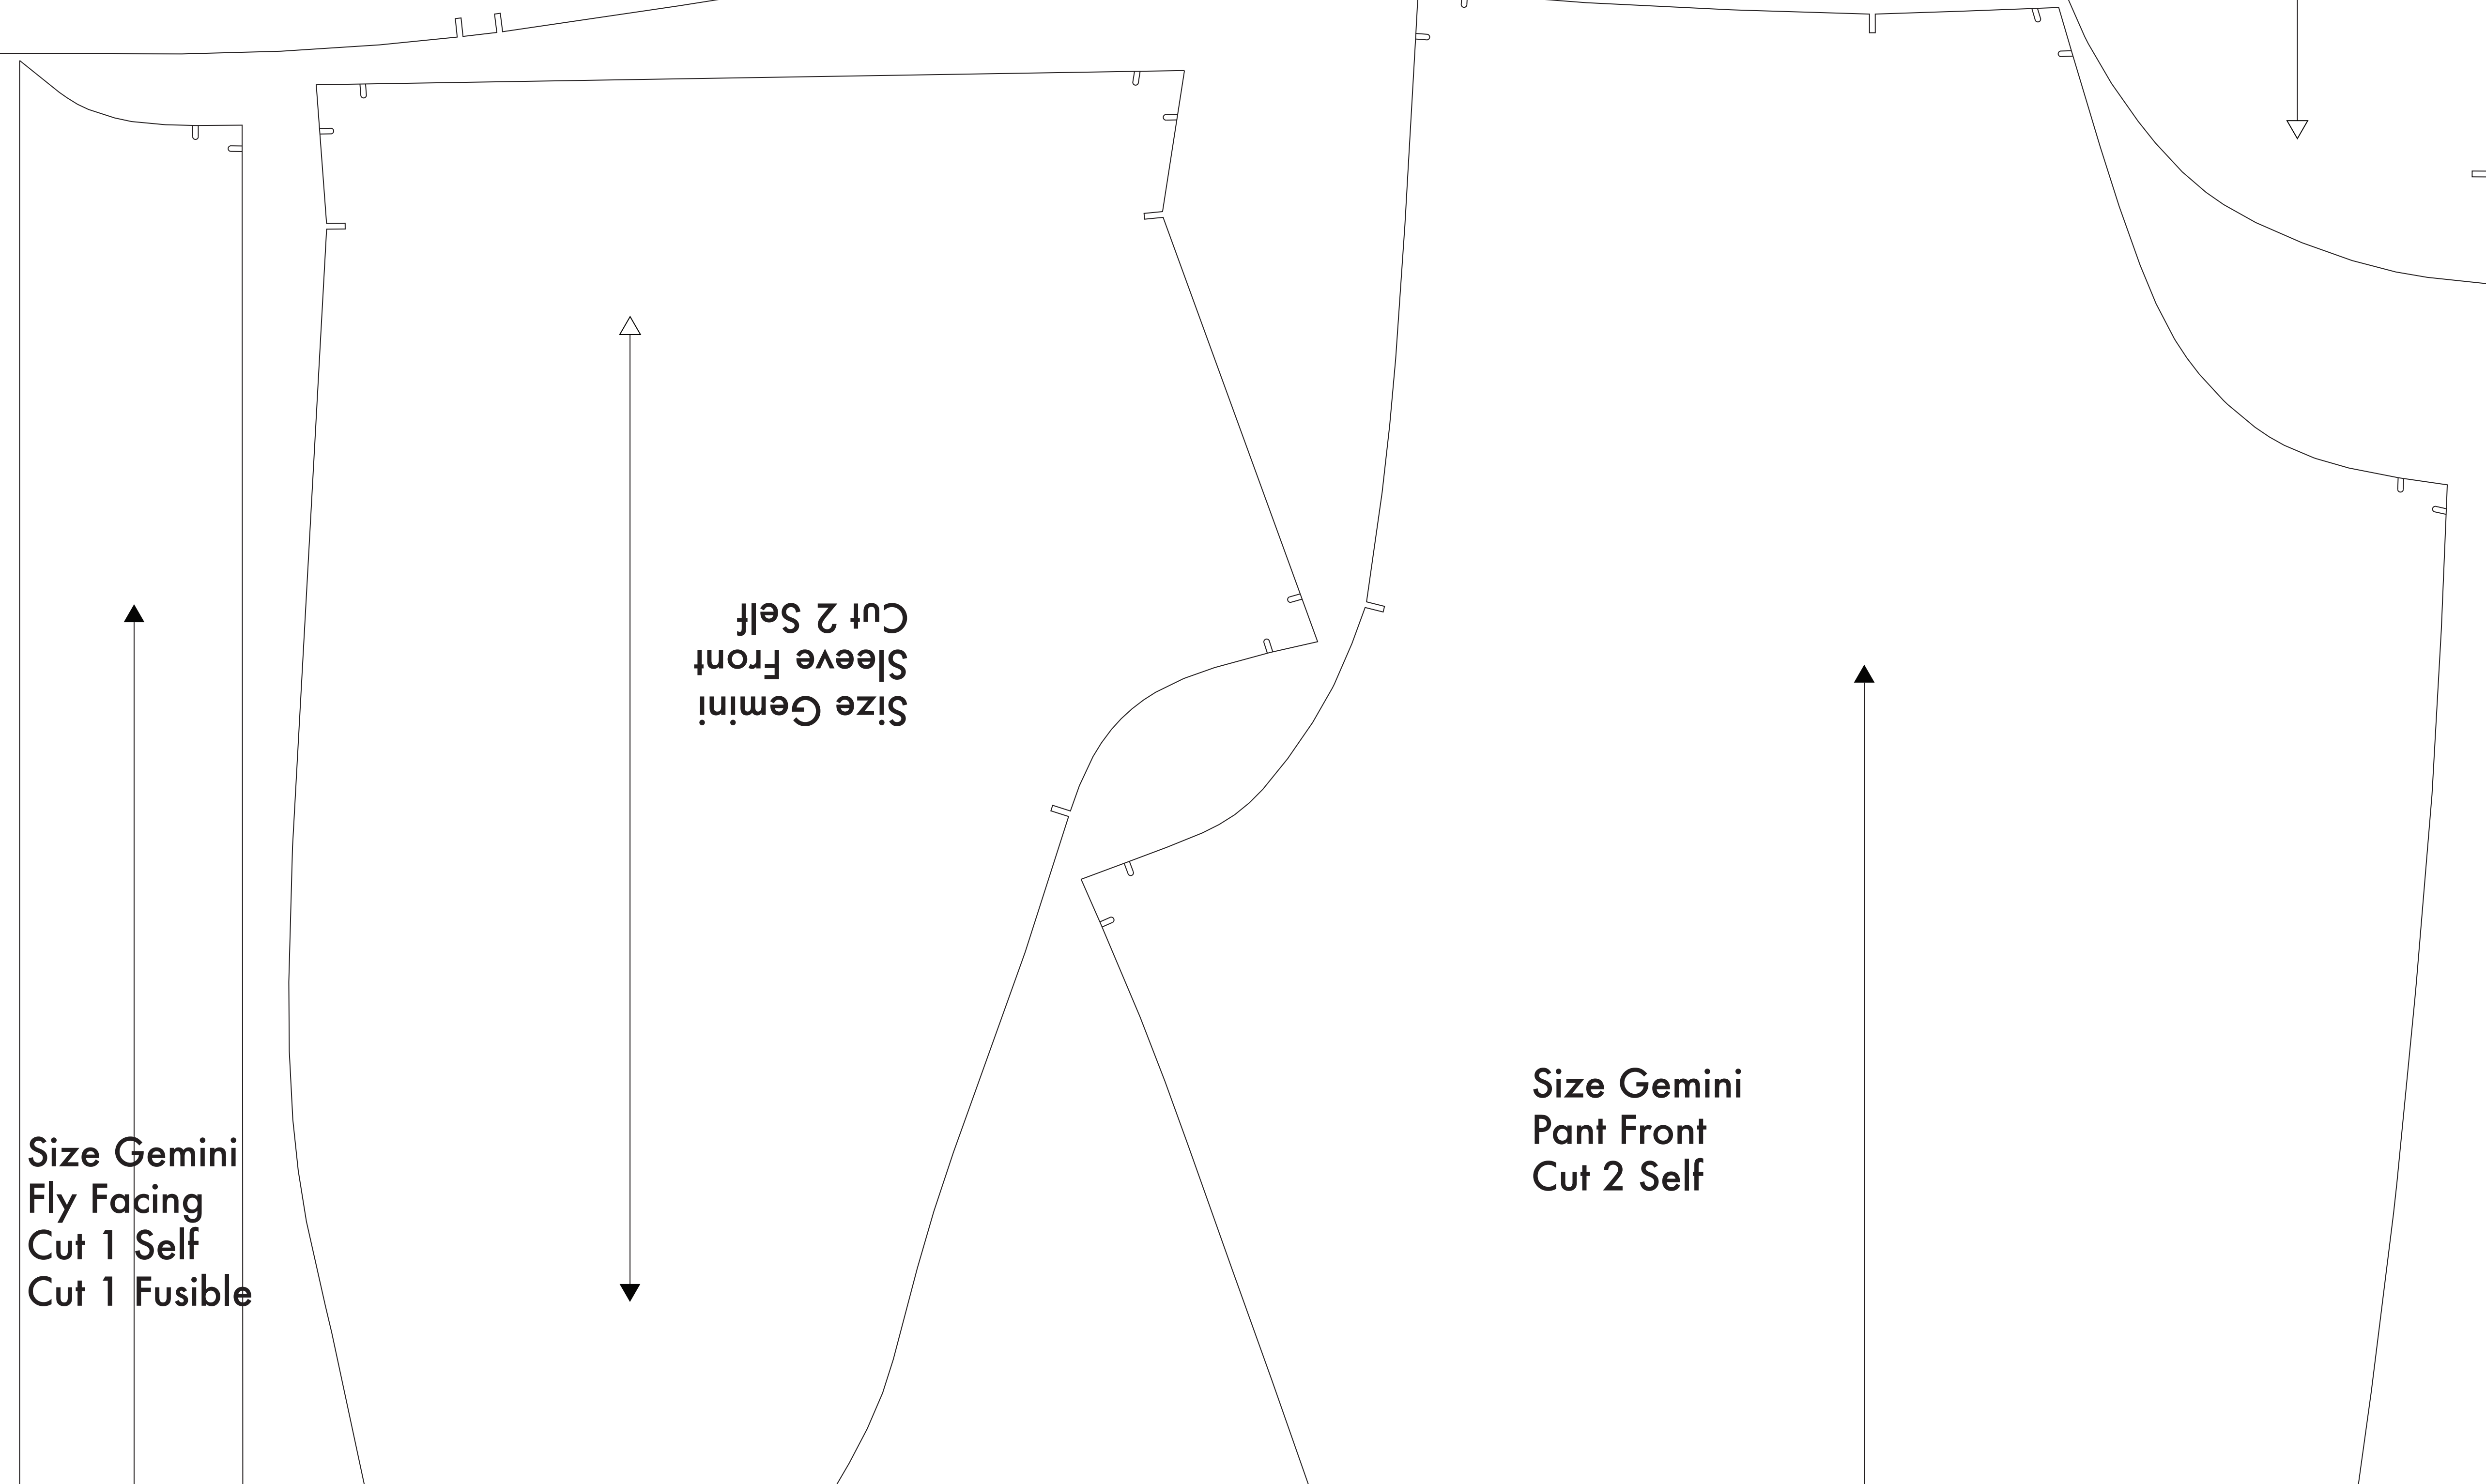 Size Gemini
Sleeve Front
Cut 2 Self
Size Gemini
Pant Front
Cut 2 Self
Size Gemini
Fly Facing
Cut 1 Self
Cut 1 Fusible